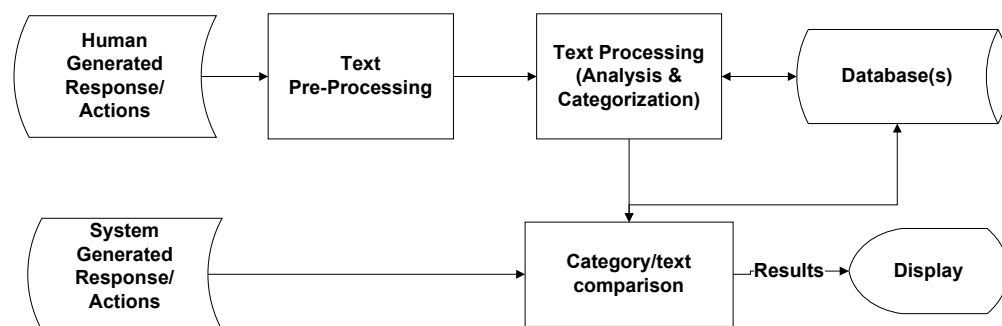 Human
Generated
Response/
Actions
Text
Pre-Processing
Text Processing
(Analysis &
Categorization)
Database(s)
System
Generated
Response/
Actions
Category/text
comparison
Results
Display